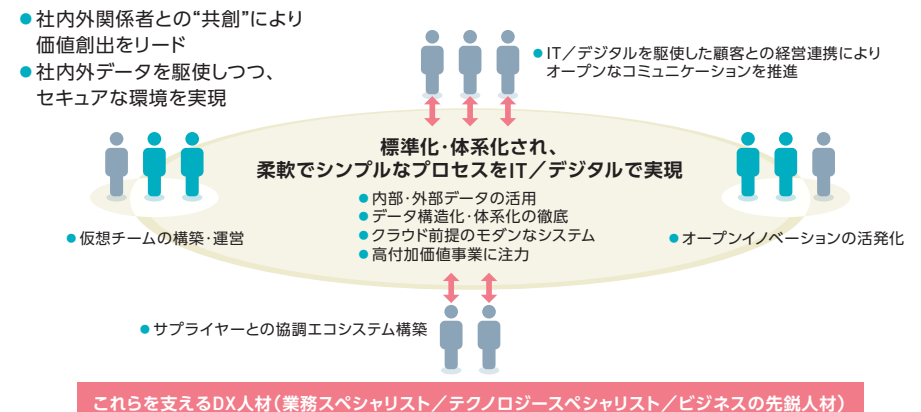 ●社内外関係者との“共創”により
価値創出をリード
●社内外データを駆使しつつ、
セキュアな環境を実現
●IT／デジタルを駆使した顧客との経営連携により
オープンなコミュニケーションを推進
標準化・体系化され、
柔軟でシンプルなプロセスをIT／デジタルで実現
●内部・外部データの活用
●データ構造化・体系化の徹底
●クラウド前提のモダンなシステム
●高付加価値事業に注力
●仮想チームの構築・運営
●オープンイノベーションの活発化
●サプライヤーとの協調エコシステム構築
これらを支えるDX人材（業務スペシャリスト／テクノロジースペシャリスト／ビジネスの先鋭人材）